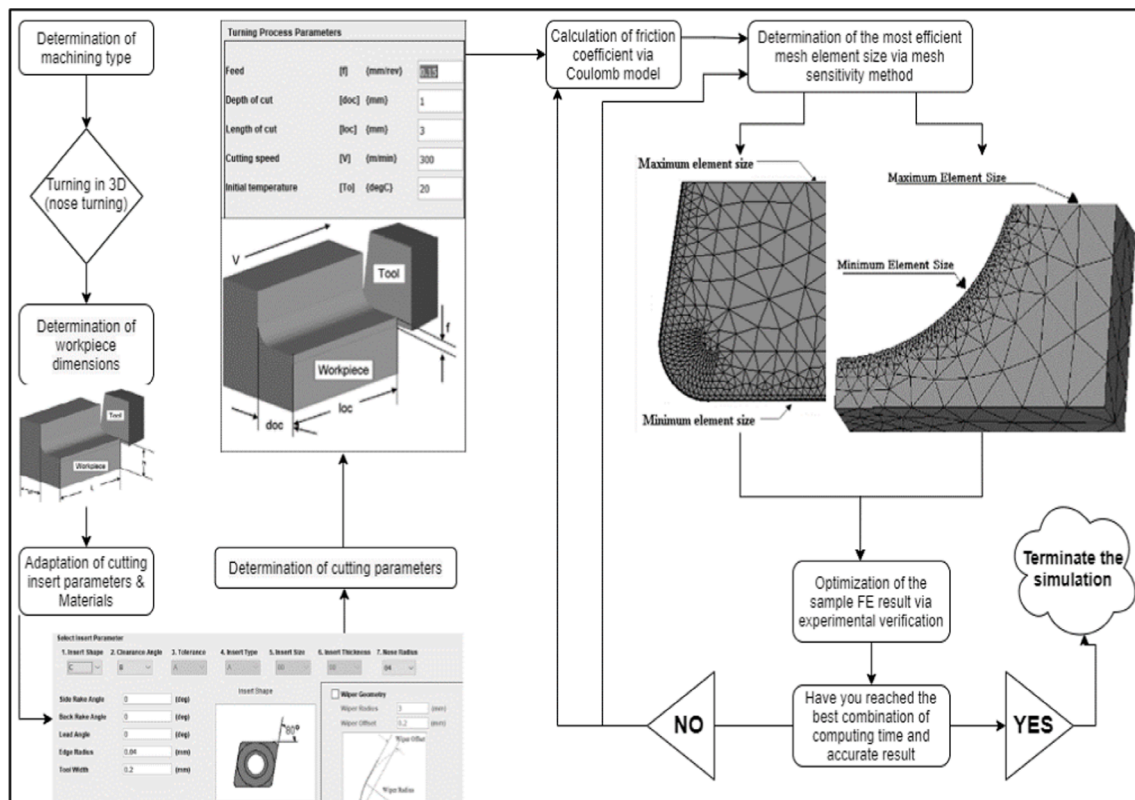 Determination of
machining type
Turning in 3D
(nose turning)
Determination of
workpiece
dimensions
Tool
Workpiece
L
Adaptation of cutting
insert parameters &
Materials
Select Insert Parameter
1. Insert Shape 2. Clearance Angle 3. Tolerance 4. Insert Type 5. Insert Size 6. Insert Thickness 7. Nose Radius
C B A A 04
Side Rake Angle 0 (deg)
Back Rake Angle 0 (deg)
Lead Angle 0 (deg)
Edge Radius 0.04 (mm)
Tool Width 0.2 (mm)
Insert Shape
80°
Wiper Geometry
Wiper Radius 3 (mm)
Wiper Offset 0.2 (mm)
Wiper Offset
Wiper Radius
Determination of cutting parameters
Turning Process Parameters
Feed [f] (mm/rev) 0.15
Depth of cut [doc] (mm) 1
Length of cut [loc] (mm) 3
Cutting speed [V] (m/min) 300
Initial temperature [To] (degC) 20
V
Tool
f
Workpiece
loc
doc
Calculation of friction
coefficient via
Coulomb model
Determination of the most efficient
mesh element size via mesh
sensitivity method
Maximum element size
Minimum element size
Maximum Element Size
Minimum Element Size
Optimization of the
sample FE result via
experimental verification
Have you reached the
best combination of
computing time and
accurate result
NO
YES
Terminate the
simulation